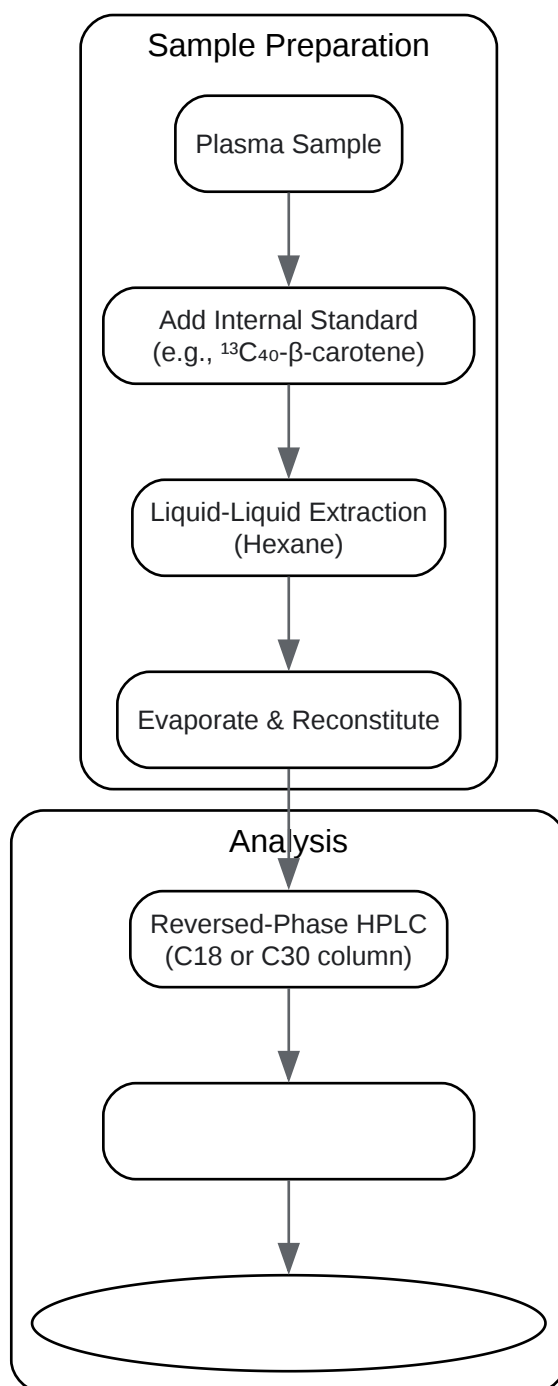 Sample Preparation
Plasma Sample
Add Internal Standard
(e.g., ¹³C₄₀-β-carotene)
Liquid-Liquid Extraction
(Hexane)
Evaporate & Reconstitute
Analysis
Reversed-Phase HPLC
(C18 or C30 column)